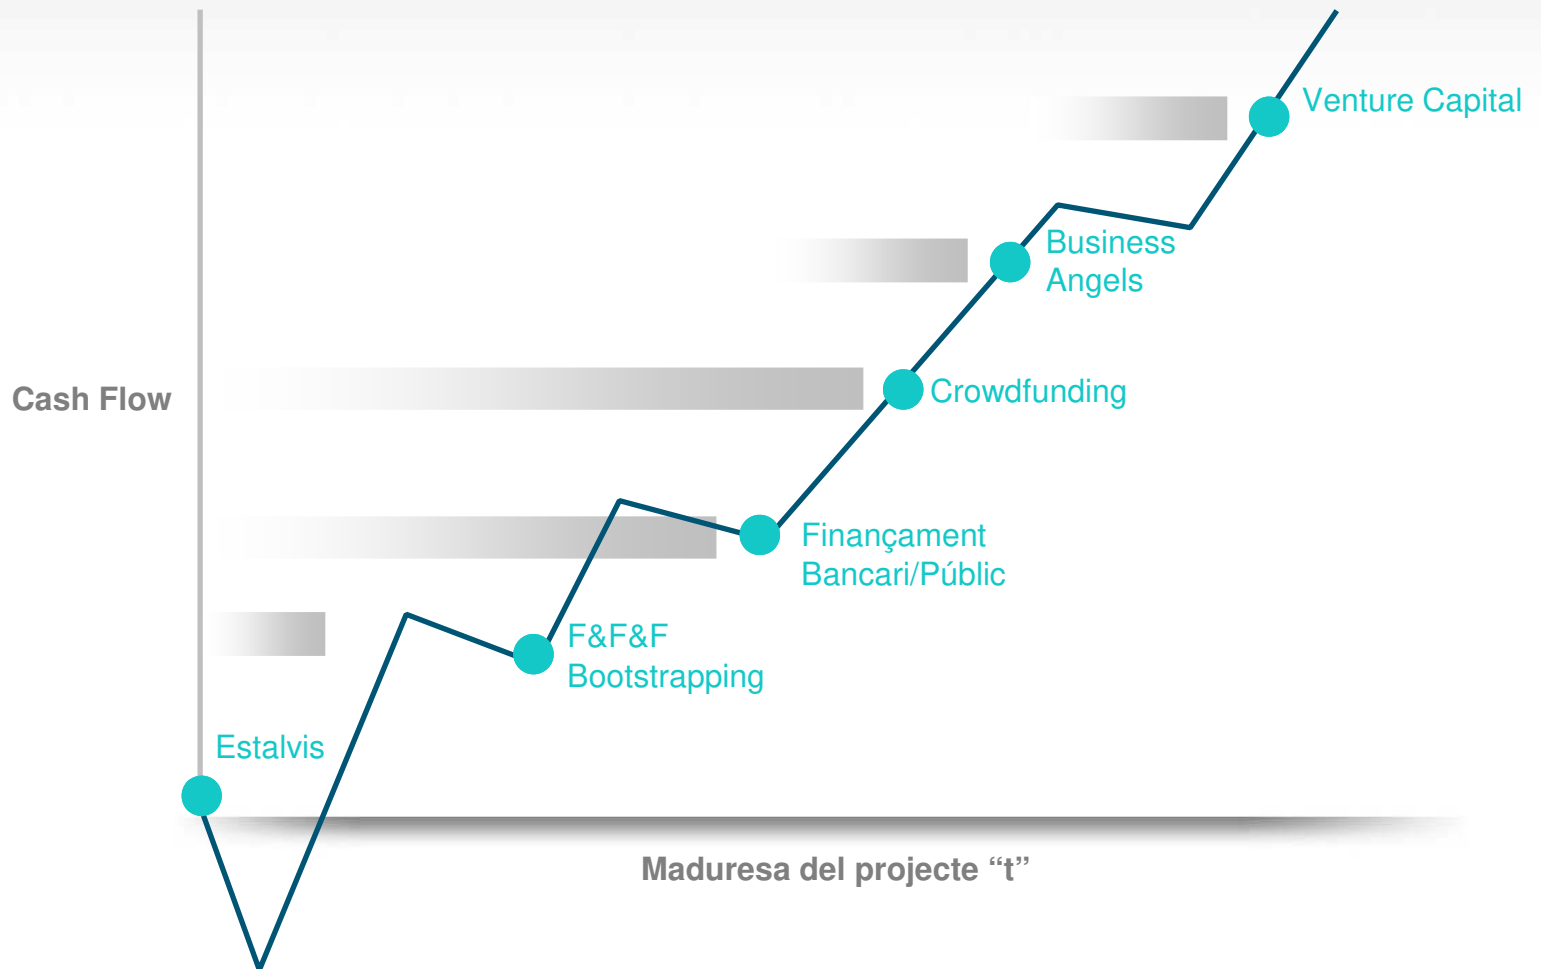 Venture Capital
Business
Angels
Cash Flow
Crowdfunding
Finançament
Bancari/Públic
F&F&F
Bootstrapping
Estalvis
Maduresa del projecte “t”